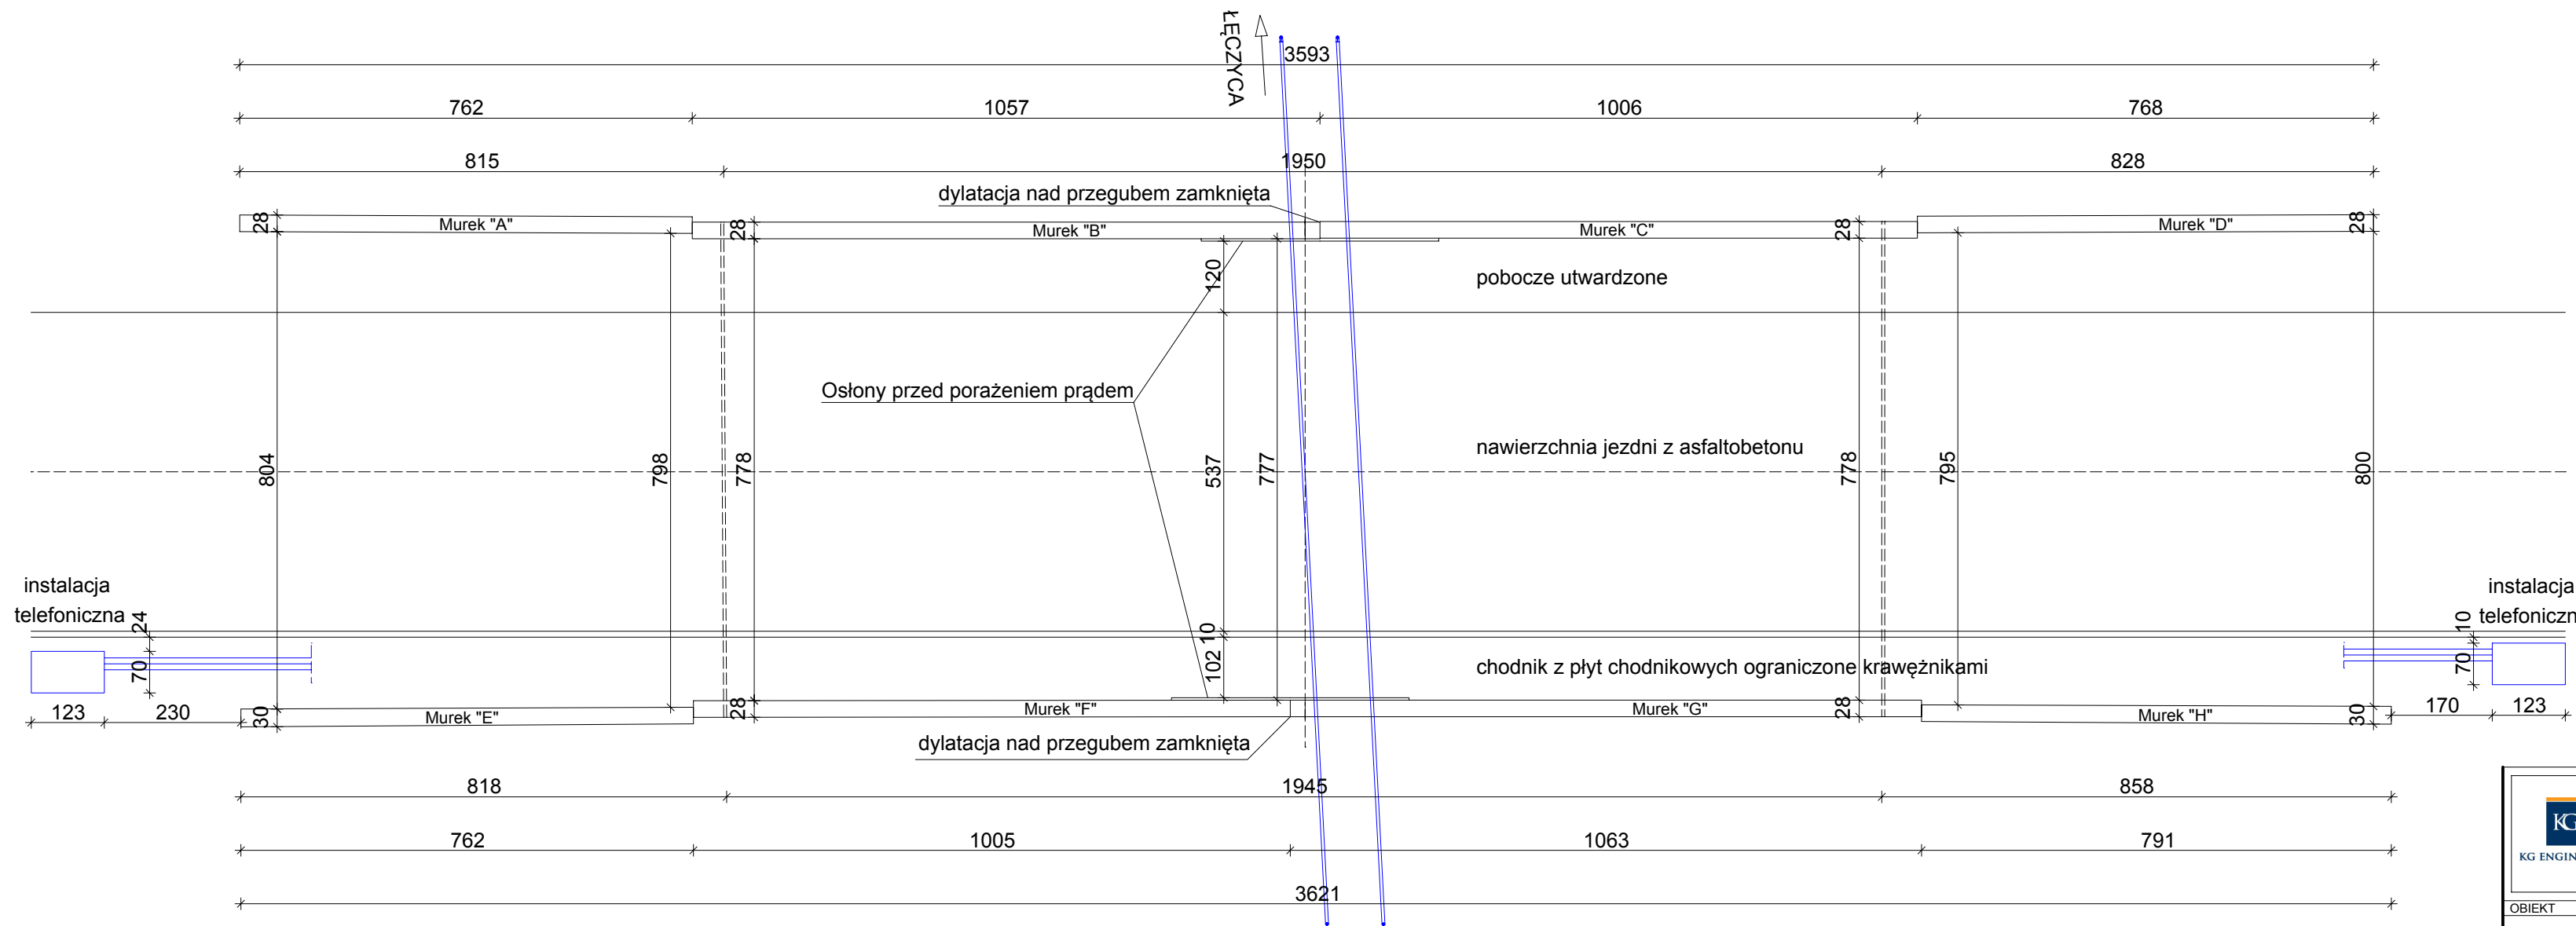 ŁĘCZYCA
3593
762 1057 1006 768
815 1950 828
dylatacja nad przegubem zamknięta
28 Murek "A" 28 Murek "B" Murek "C" 28 Murek "D" 28
120
pobocze utwardzone
Osłony przed porażeniem prądem
nawierzchnia jezdni z asfaltobetonu
804 798 778 537 777 778 795 800
instalacja
telefoniczna
24
70
10
102
chodnik z płyt chodnikowych ograniczone krawężnikami
instalacja
10
70
123 230 30 Murek "E" 28 Murek "F" Murek "G" 28 Murek "H" 30 170 123
dylatacja nad przegubem zamknięta
818 1945 858
762 1005 1063 791
3621
KG
OBIEKT